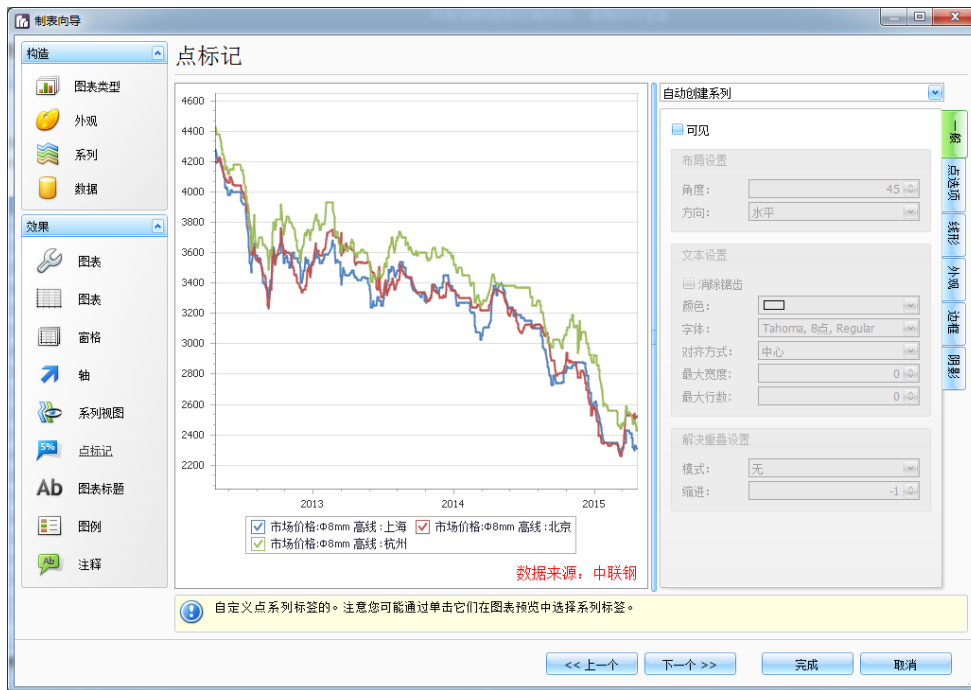 制表向导
构造
图表类型
外观
系列
数据
效果
图表
图表
窗格
轴
系列视图
5%
点标记
Ab
图表标题
图例
Ab
注释
点标记
4600
4400
4200
4000
3800
3600
3400
3200
3000
2800
2600
2400
2200
2013
2014
2015
市场价格:Φ8mm 高线:上海
市场价格:Φ8mm 高线:北京
市场价格:Φ8mm 高线:杭州
数据来源：中联钢
自动创建系列
可见
布局设置
角度:
45
方向:
水平
文本设置
消除锯齿
颜色:
字体:
Tahoma, 8点, Regular
对齐方式:
中心
最大宽度:
0
最大行数:
0
解决重叠设置
模式:
无
缩进:
-1
一般
点选项
线形
外观
边框
阴影
自定义点系列标签的。注意您可能通过单击它们在图表预览中选择系列标签。
<< 上一个
下一个 >>
完成
取消